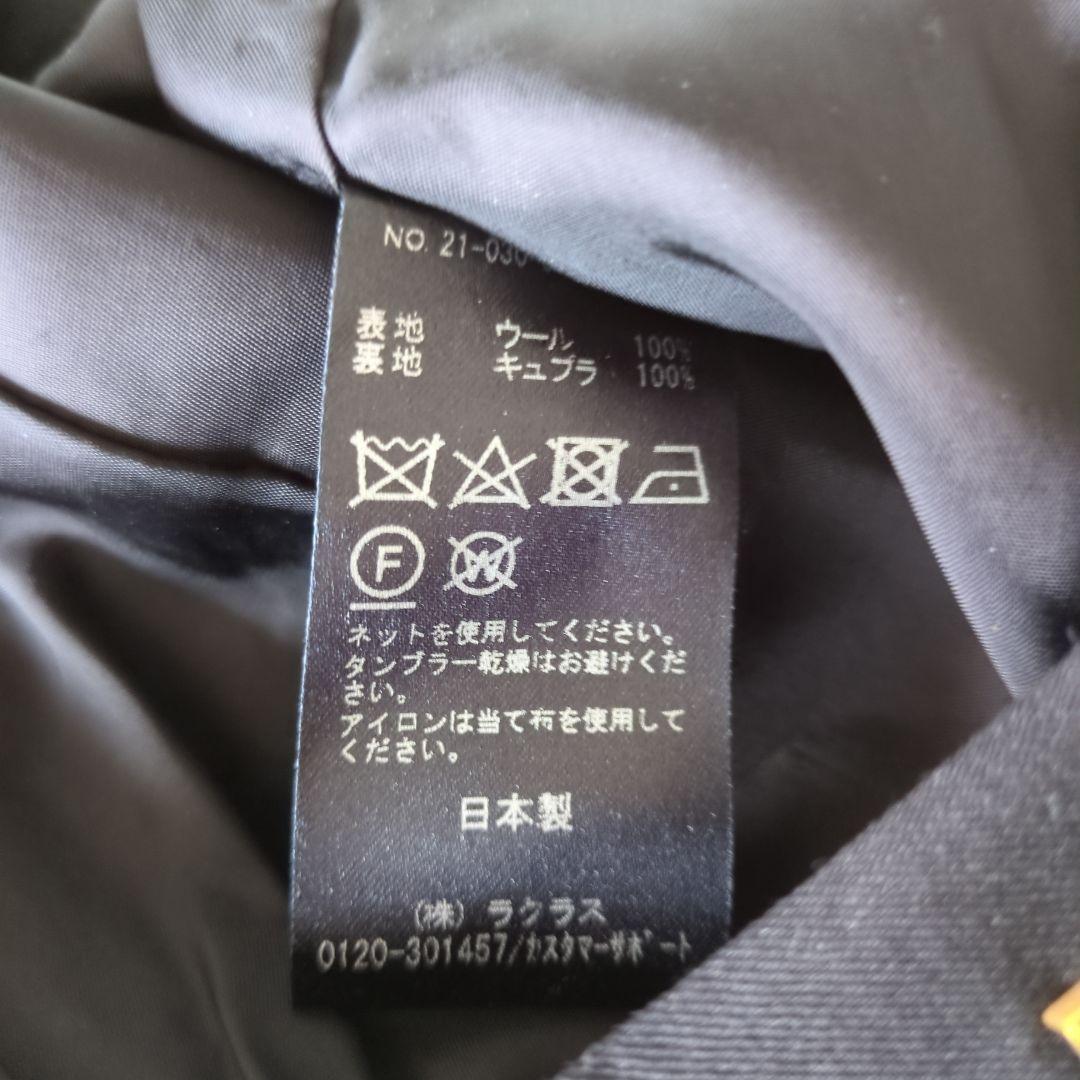 NO. 21-030
表地 ウール 100%
裏地 キュプラ 100%
F W
ネットを使用してください。
タンブラー乾燥はお避けくだ
さい。
アイロンは当て布を使用して
ください。
日本製
(株) ラクラス
0120-301457/カスタマーサポート